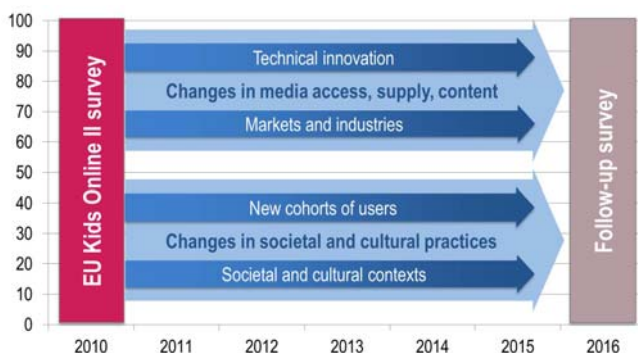 100
90
80
70
60
50
40
30
20
10
0
EU Kids Online II survey
Technical innovation
Changes in media access, supply, content
Markets and industries
New cohorts of users
Changes in societal and cultural practices
Societal and cultural contexts
Follow-up survey
2010 2011 2012 2013 2014 2015 2016